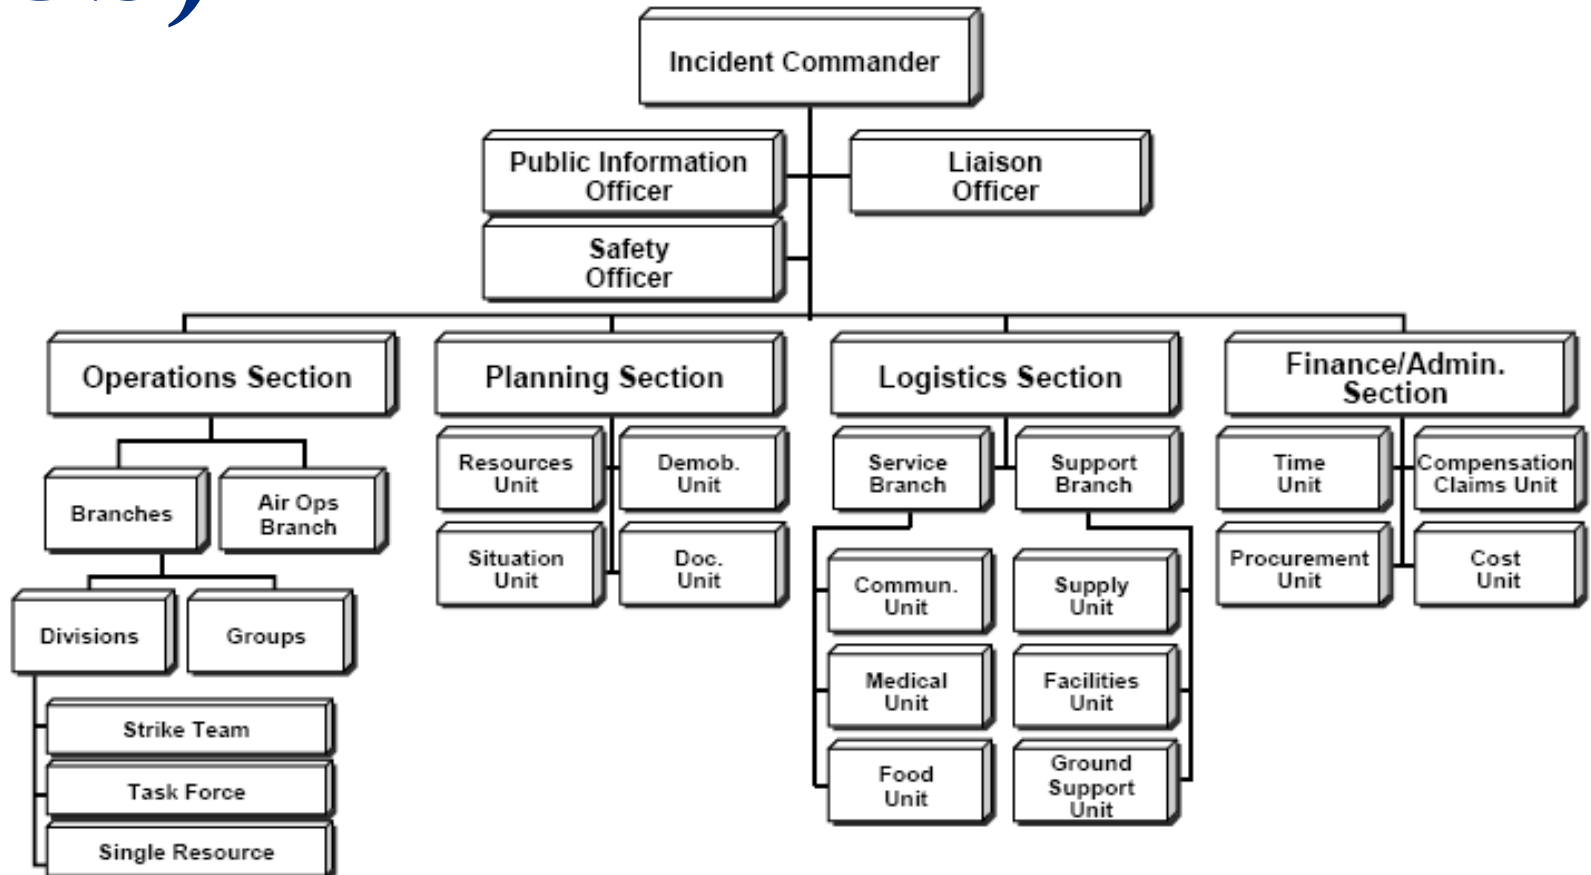 Incident Commander
Public Information
Officer
Liaison
Officer
Safety
Officer
Operations Section
Planning Section
Logistics Section
Finance/Admin.
Section
Branches
Air Ops
Branch
Divisions
Groups
Strike Team
Task Force
Single Resource
Resources
Unit
Demob.
Unit
Situation
Unit
Doc.
Unit
Service
Branch
Support
Branch
Commun.
Unit
Supply
Unit
Medical
Unit
Facilities
Unit
Food
Unit
Ground
Support
Unit
Time
Unit
Compensation
Claims Unit
Procurement
Unit
Cost
Unit